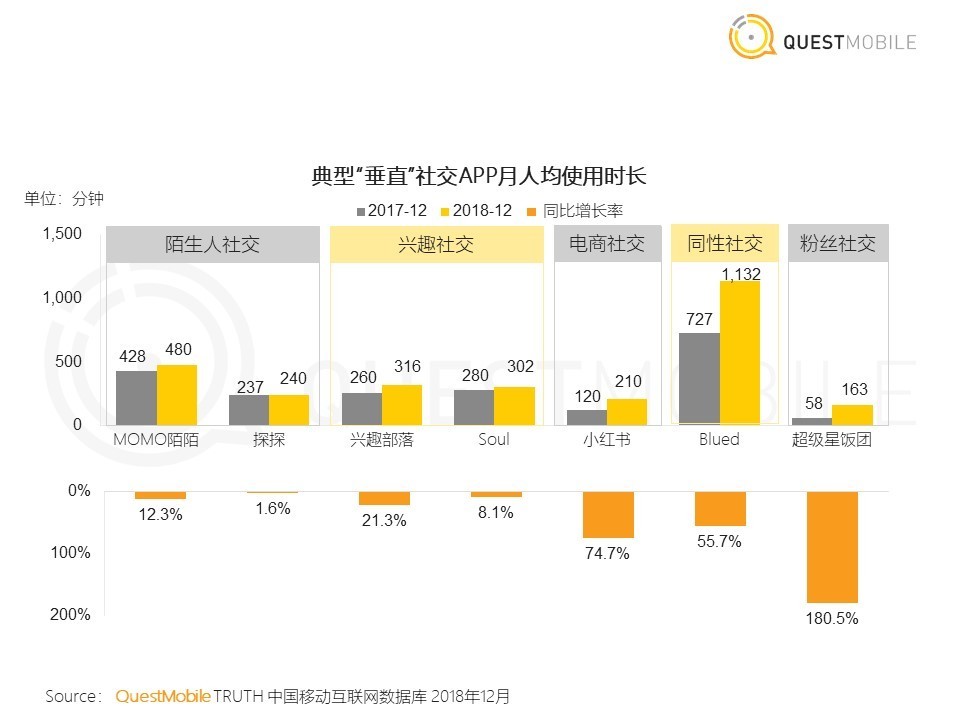 QUESTMOBILE
典型“垂直”社交APP月人均使用时长
单位：分钟
2017-12 2018-12 同比增长率
陌生人社交 兴趣社交 电商社交 同性社交 粉丝社交
1,500
1,000
500
0
428 480 237 240 260 316 280 302 120 210 727 1,132 58 163
MOMO陌陌 探探 兴趣部落 Soul 小红书 Blued 超级星饭团
QUESTMOBILE
0%
100%
200%
12.3% 1.6% 21.3% 8.1% 74.7% 55.7% 180.5%
Source： QuestMobile TRUTH 中国移动互联网数据库 2018年12月